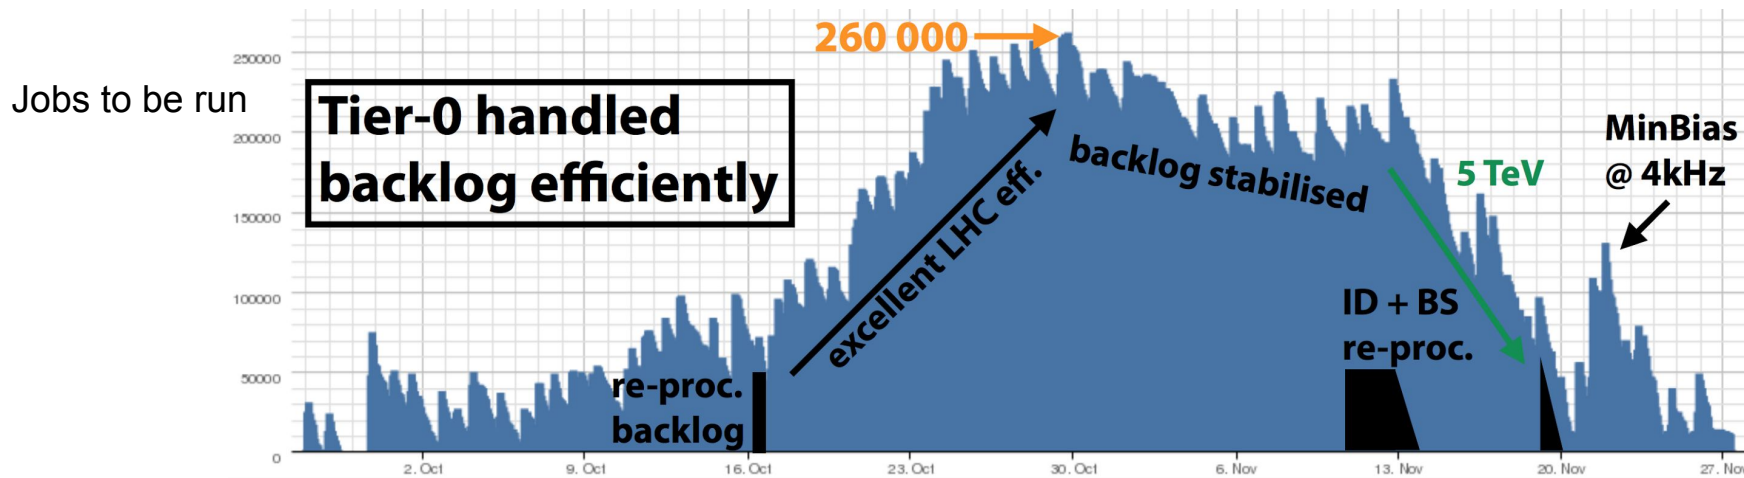 260 000
250000
Jobs to be run
Tier-0 handled
backlog efficiently
200000
MinBias
@ 4kHz
backlog stabilised
5 TeV
150000
excellent LHC eff.
100000
ID + BS
re-proc.
50000
re-proc.
backlog
0
2. Oct
9. Oct
16. Oct
23. Oct
30. Oct
6. Nov
13. Nov
20. Nov
27. Nov